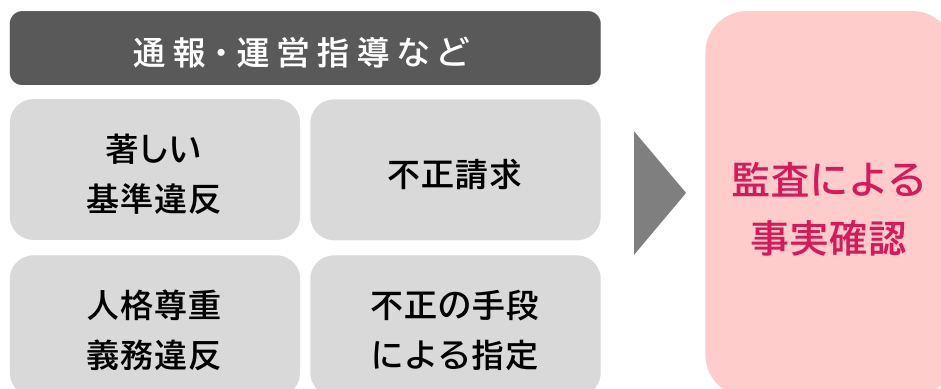 通報・運営指導など
著しい
基準違反
不正請求
人格尊重
義務違反
不正の手段
による指定
監査による
事実確認